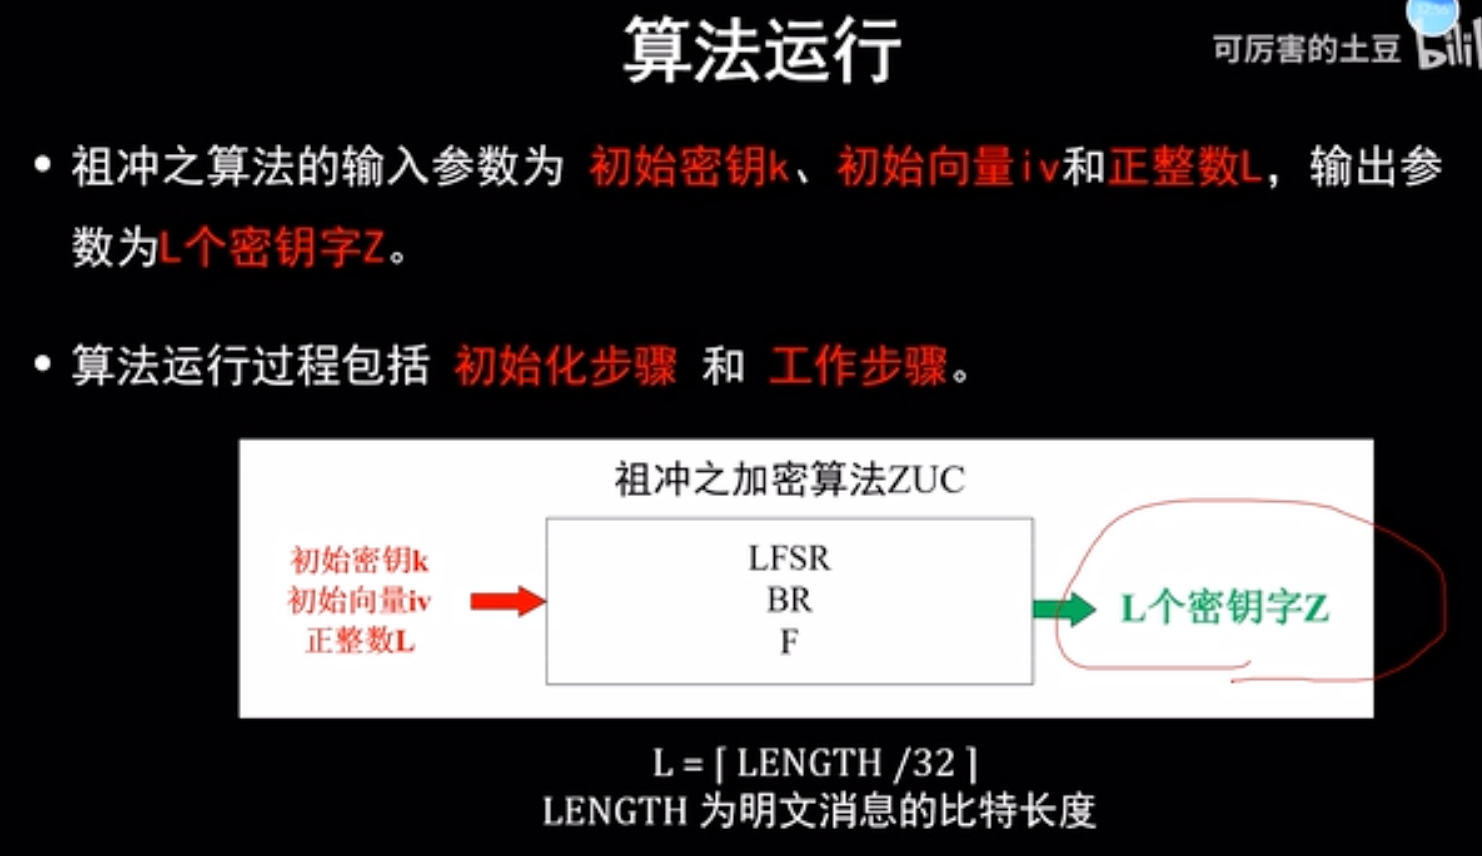 算法运行
可厉害的土豆
bili
• 祖冲之算法的输入参数为 初始密钥k、初始向量iv和正整数L，输出参
数为L个密钥字Z。
• 算法运行过程包括 初始化步骤 和 工作步骤。
祖冲之加密算法ZUC
初始密钥k
初始向量iv
正整数L
LFSR
BR
F
L个密钥字Z
L = ⌈ LENGTH /32 ⌉
LENGTH 为明文消息的比特长度